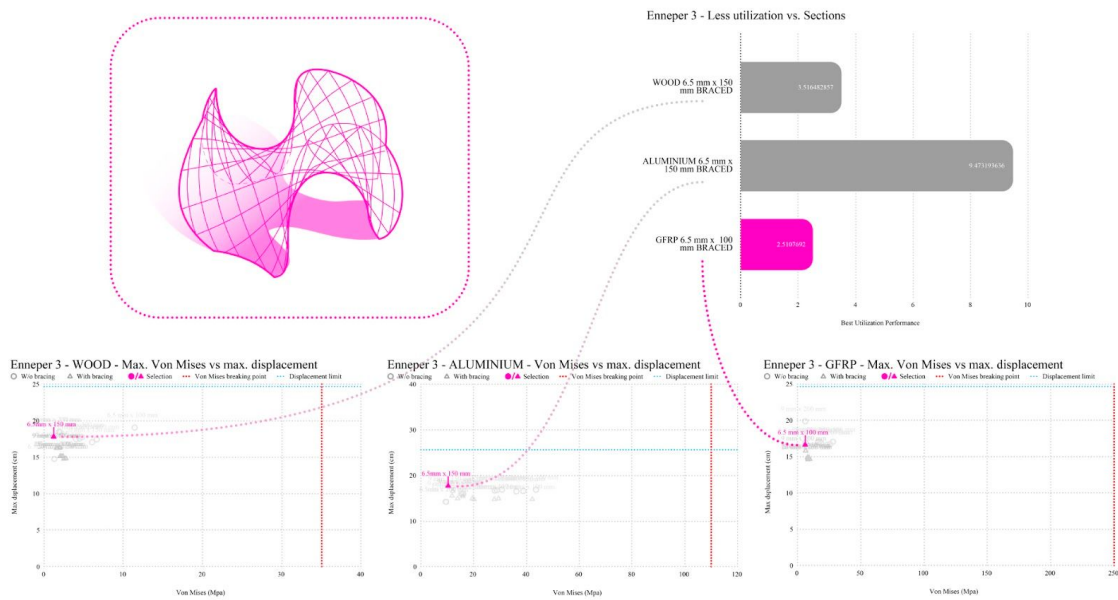 Enneper 3 - Less utilization vs. Sections
WOOD 6.5 mm x 150
mm BRACED
3.516482857
ALUMINIUM 6.5 mm x
150 mm BRACED
9.473193636
GFRP 6.5 mm x 100
mm BRACED
2.5107692
0 2 4 6 8 10
Best Utilization Performance
Enneper 3 - WOOD - Max. Von Mises vs max. displacement
W/o bracing With bracing Selection Von Mises breaking point Displacement limit
25
20
15
10
5
0
Max displacement (cm)
6.5mm x 150 mm
0 10 20 30 40
Von Mises (Mpa)
Enneper 3 - ALUMINIUM - Von Mises vs max. displacement
W/o bracing With bracing Selection Von Mises breaking point Displacement limit
40
30
20
10
0
Max displacement (cm)
6.5mm x 150 mm
0 20 40 60 80 100 120
Von Mises (Mpa)
Enneper 3 - GFRP - Max. Von Mises vs max. displacement
W/o bracing With bracing Selection Von Mises breaking point Displacement limit
25
20
15
10
5
0
Max displacement (cm)
6.5 mm x 100 mm
0 50 100 150 200 250
Von Mises (Mpa)